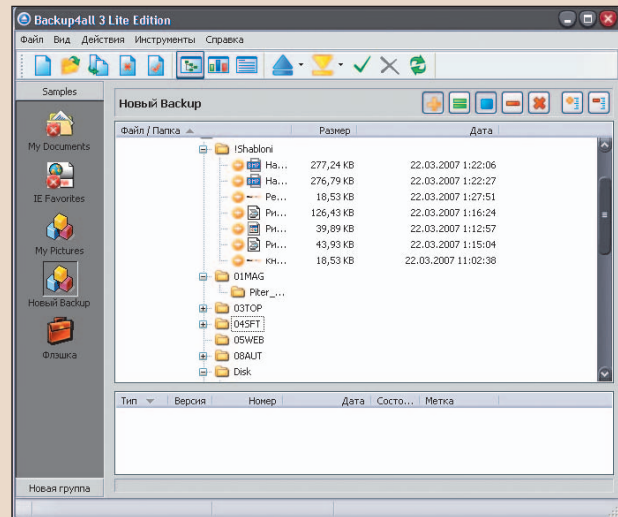 Backup4all 3 Lite Edition
Файл Вид Действия Инструменты Справка
Samples
My Documents
IE Favorites
My Pictures
Новый Backup
Флэшка
Новая группа
Новый Backup
Файл / Папка Размер Дата
!Shabloni
На... 277,24 KB 22.03.2007 1:22:06
На... 276,79 KB 22.03.2007 1:22:27
Ре... 18,53 KB 22.03.2007 1:27:51
Ри... 126,43 KB 22.03.2007 1:16:24
Ри... 39,89 KB 22.03.2007 1:12:57
Ри... 43,93 KB 22.03.2007 1:15:04
кн... 18,53 KB 22.03.2007 11:02:38
01MAG
Piter_...
03TOP
04SFT
05WEB
08AUT
Disk
Тип Версия Номер Дата Состо... Метка